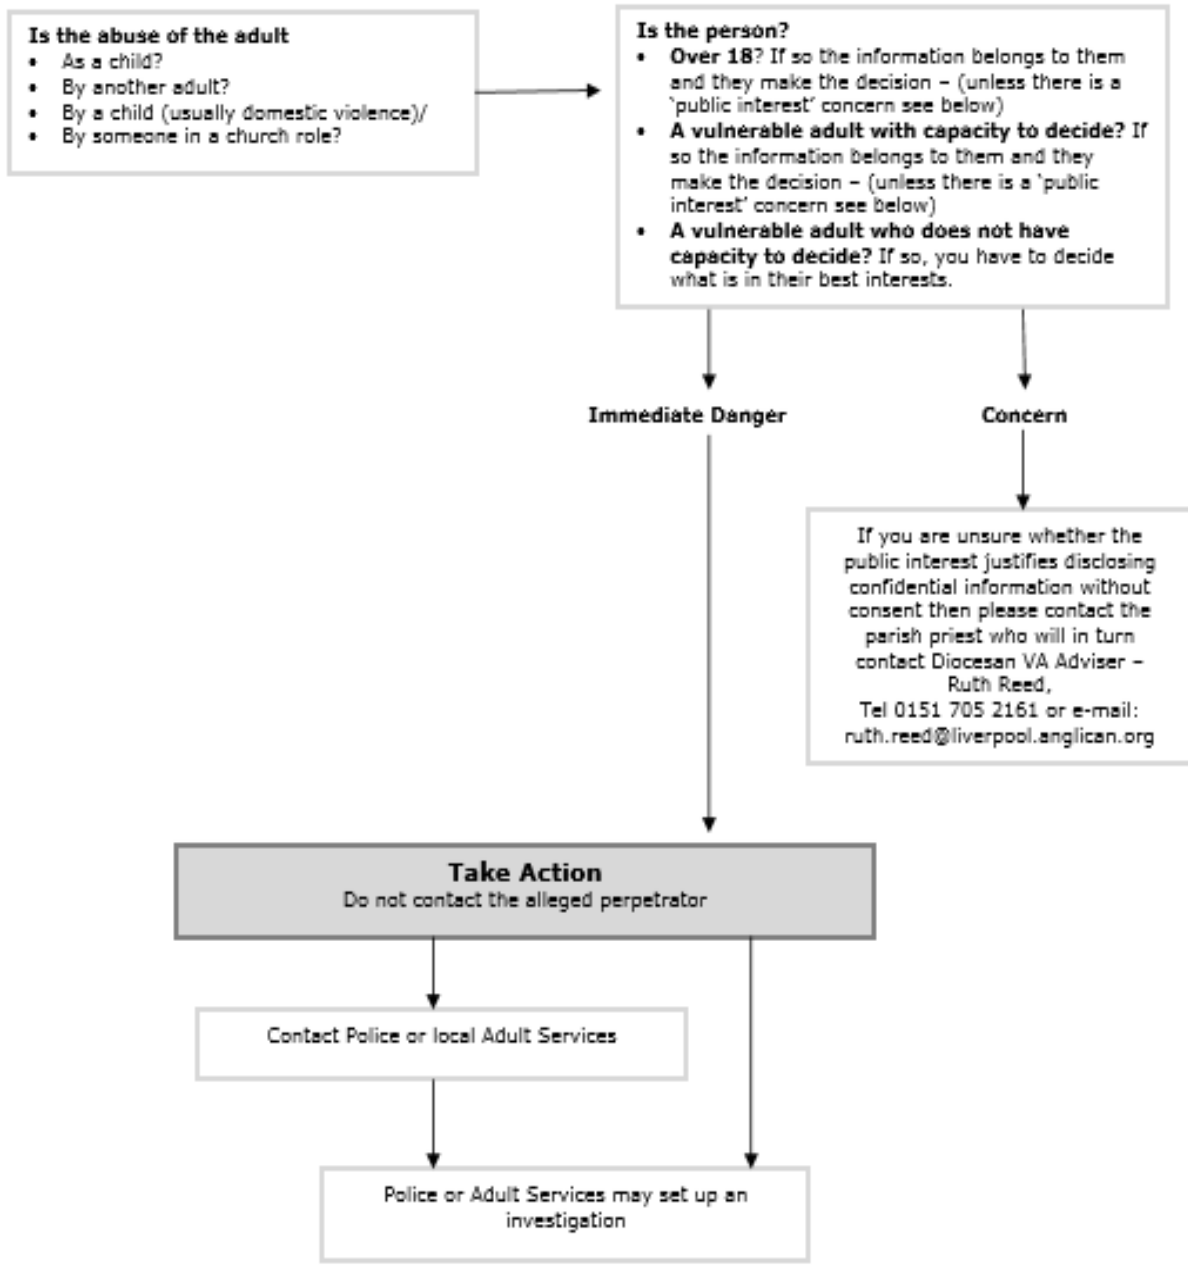 Is the abuse of the adult
• As a child?
• By another adult?
• By a child (usually domestic violence)/
• By someone in a church role?
Is the person?
• Over 18? If so the information belongs to them
and they make the decision – (unless there is a
‘public interest’ concern see below)
• A vulnerable adult with capacity to decide? If
so the information belongs to them and they
make the decision – (unless there is a ‘public
interest’ concern see below)
• A vulnerable adult who does not have
capacity to decide? If so, you have to decide
what is in their best interests.
Immediate Danger
Concern
If you are unsure whether the
public interest justifies disclosing
confidential information without
consent then please contact the
parish priest who will in turn
contact Diocesan VA Adviser –
Ruth Reed,
Tel 0151 705 2161 or e-mail:
ruth.reed@liverpool.anglican.org
Take Action
Do not contact the alleged perpetrator
Contact Police or local Adult Services
Police or Adult Services may set up an
investigation